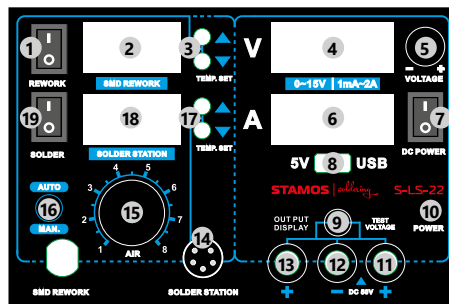 1 2 3 V 4 5
REWORK SMD REWORK TEMP. SET 0~15V 1mA~2A VOLTAGE
19 18 17 A 6 7
SOLDER SOLDER STATION TEMP. SET DC POWER
5V 8 USB
AUTO
16
MAN.
1 2 3 4 5 6 7 8
15
AIR
STAMOS soldering S-LS-22
OUTPUT DISPLAY 9 TEST VOLTAGE 10 POWER
14
13 12 11
+ − DC 58V +
SMD REWORK SOLDER STATION